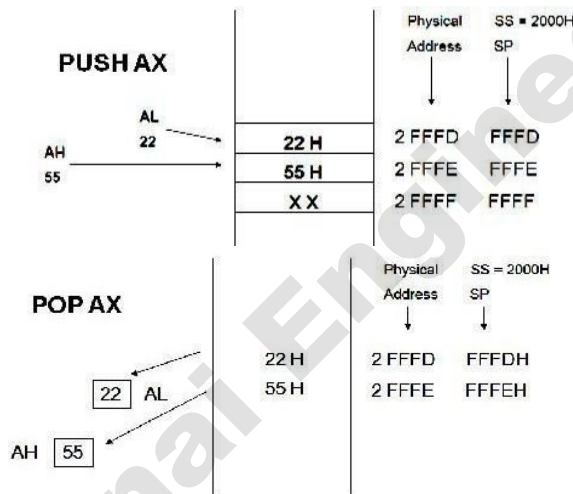 Physical SS = 2000H
Address SP
PUSH AX
AL
22
AH
55
22 H 2 FFFD FFFD
55 H 2 FFFE FFFE
X X 2 FFFF FFFF
Physical SS = 2000H
Address SP
POP AX
22 H 2 FFFD FFFDH
55 H 2 FFFE FFFEH
22 AL
AH 55
nai Enginee